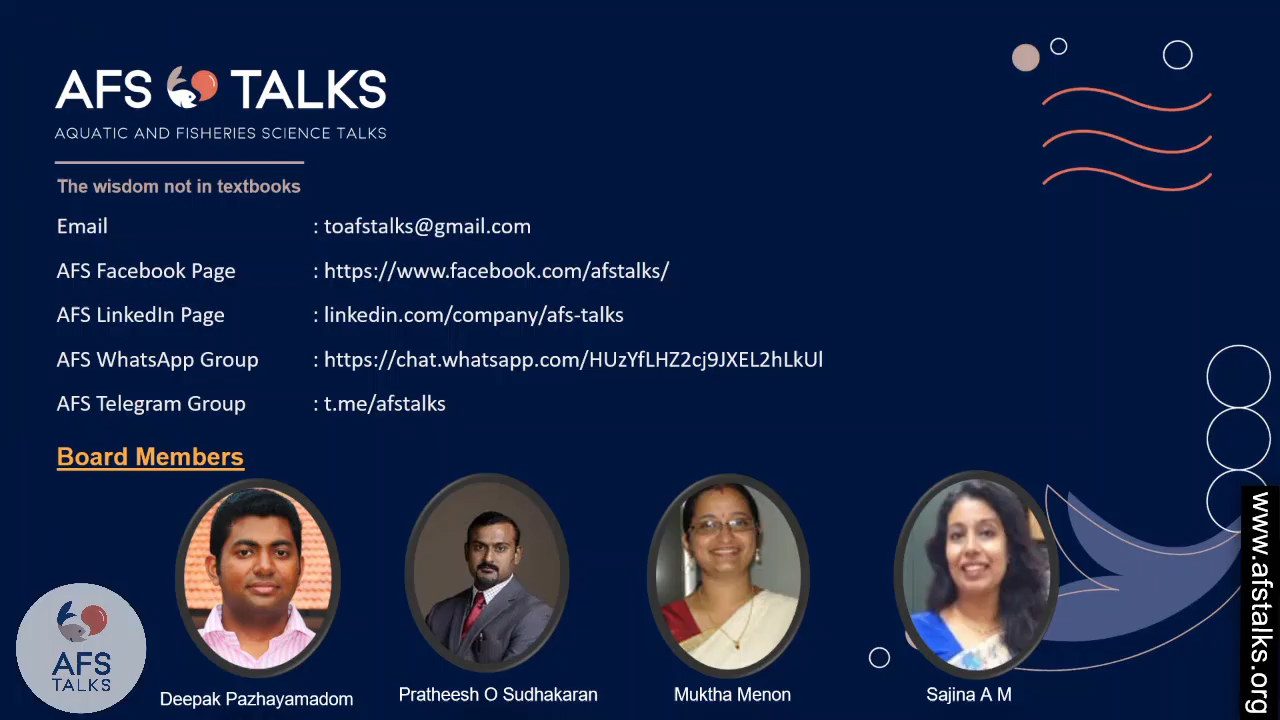 AFS TALKS
AQUATIC AND FISHERIES SCIENCE TALKS
The wisdom not in textbooks
Email : toafstalks@gmail.com
AFS Facebook Page : https://www.facebook.com/afstalks/
AFS LinkedIn Page : linkedin.com/company/afs-talks
AFS WhatsApp Group : https://chat.whatsapp.com/HUzYfLHZ2cj9JXEL2hLkUl
AFS Telegram Group : t.me/afstalks
Board Members
Deepak Pazhayamadom
Pratheesh O Sudhakaran
Muktha Menon
Sajina A M
AFS
TALKS
www.afstalks.org